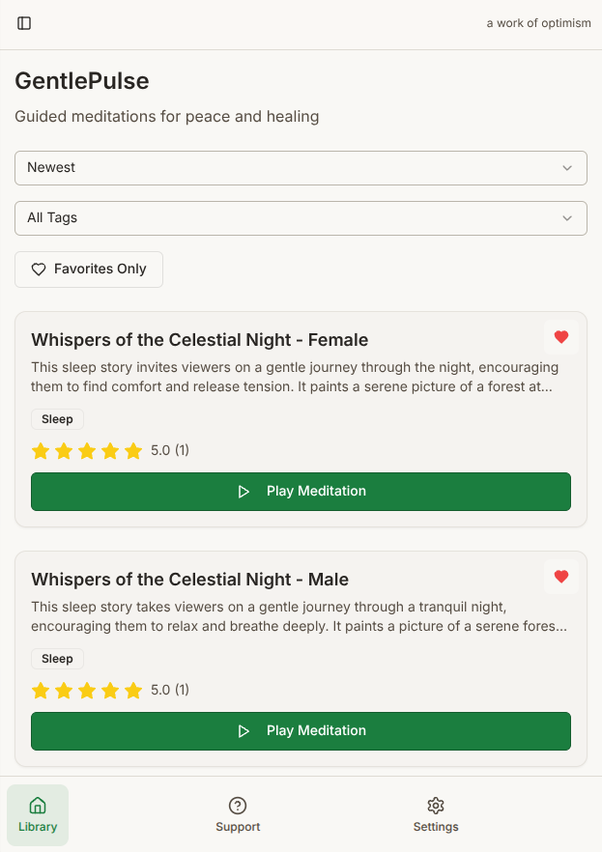 a work of optimism
GentlePulse
Guided meditations for peace and healing
Newest
All Tags
Favorites Only
Whispers of the Celestial Night - Female
This sleep story invites viewers on a gentle journey through the night, encouraging
them to find comfort and release tension. It paints a serene picture of a forest at...
Sleep
5.0 (1)
Play Meditation
Whispers of the Celestial Night - Male
This sleep story takes viewers on a gentle journey through a tranquil night,
encouraging them to relax and breathe deeply. It paints a picture of a serene fores...
Sleep
5.0 (1)
Play Meditation
Library
Support
Settings